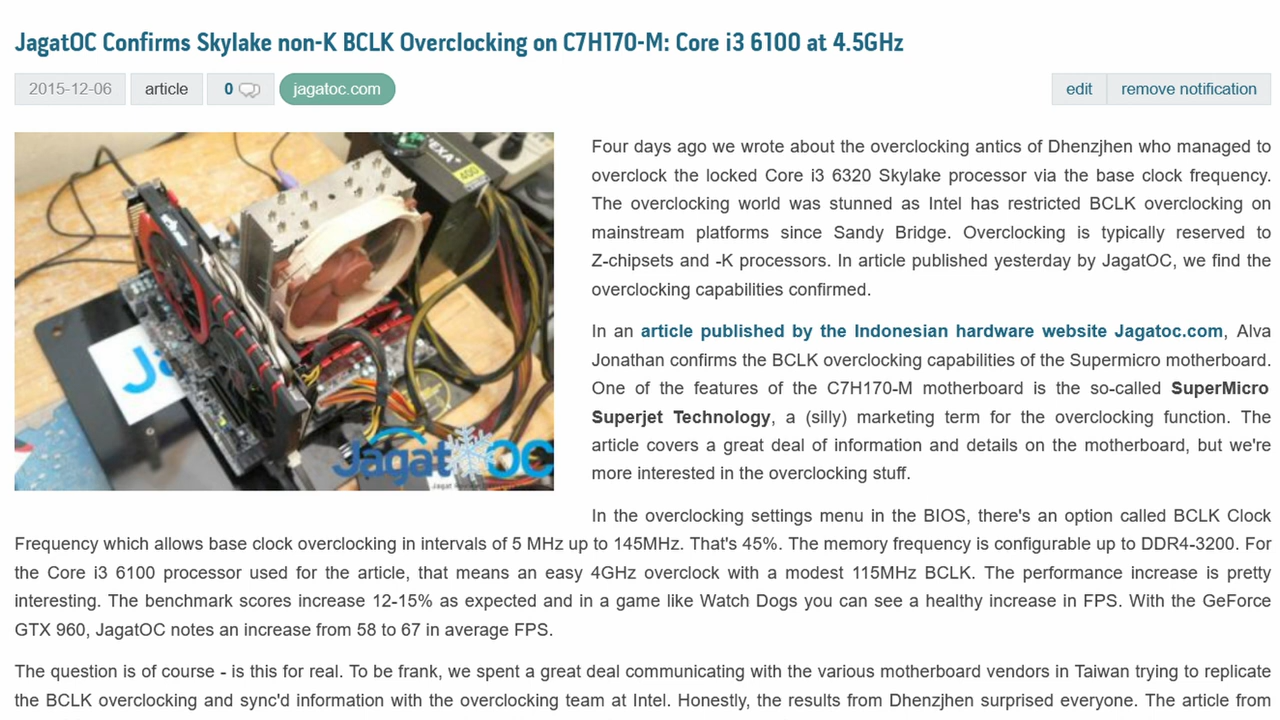 JagatOC Confirms Skylake non-K BCLK Overclocking on C7H170-M: Core i3 6100 at 4.5GHz
2015-12-06 article 0 jagatoc.com edit remove notification
EXA²
400
Ja
Jagat OC
Four days ago we wrote about the overclocking antics of Dhenzjhen who managed to
overclock the locked Core i3 6320 Skylake processor via the base clock frequency.
The overclocking world was stunned as Intel has restricted BCLK overclocking on
mainstream platforms since Sandy Bridge. Overclocking is typically reserved to
Z-chipsets and -K processors. In article published yesterday by JagatOC, we find the
overclocking capabilities confirmed.
In an article published by the Indonesian hardware website Jagatoc.com, Alva
Jonathan confirms the BCLK overclocking capabilities of the Supermicro motherboard.
One of the features of the C7H170-M motherboard is the so-called SuperMicro
Superjet Technology, a (silly) marketing term for the overclocking function. The
article covers a great deal of information and details on the motherboard, but we're
more interested in the overclocking stuff.
In the overclocking settings menu in the BIOS, there's an option called BCLK Clock
Frequency which allows base clock overclocking in intervals of 5 MHz up to 145MHz. That's 45%. The memory frequency is configurable up to DDR4-3200. For
the Core i3 6100 processor used for the article, that means an easy 4GHz overclock with a modest 115MHz BCLK. The performance increase is pretty
interesting. The benchmark scores increase 12-15% as expected and in a game like Watch Dogs you can see a healthy increase in FPS. With the GeForce
GTX 960, JagatOC notes an increase from 58 to 67 in average FPS.
The question is of course - is this for real. To be frank, we spent a great deal communicating with the various motherboard vendors in Taiwan trying to replicate
the BCLK overclocking and sync'd information with the overclocking team at Intel. Honestly, the results from Dhenzjhen surprised everyone. The article from